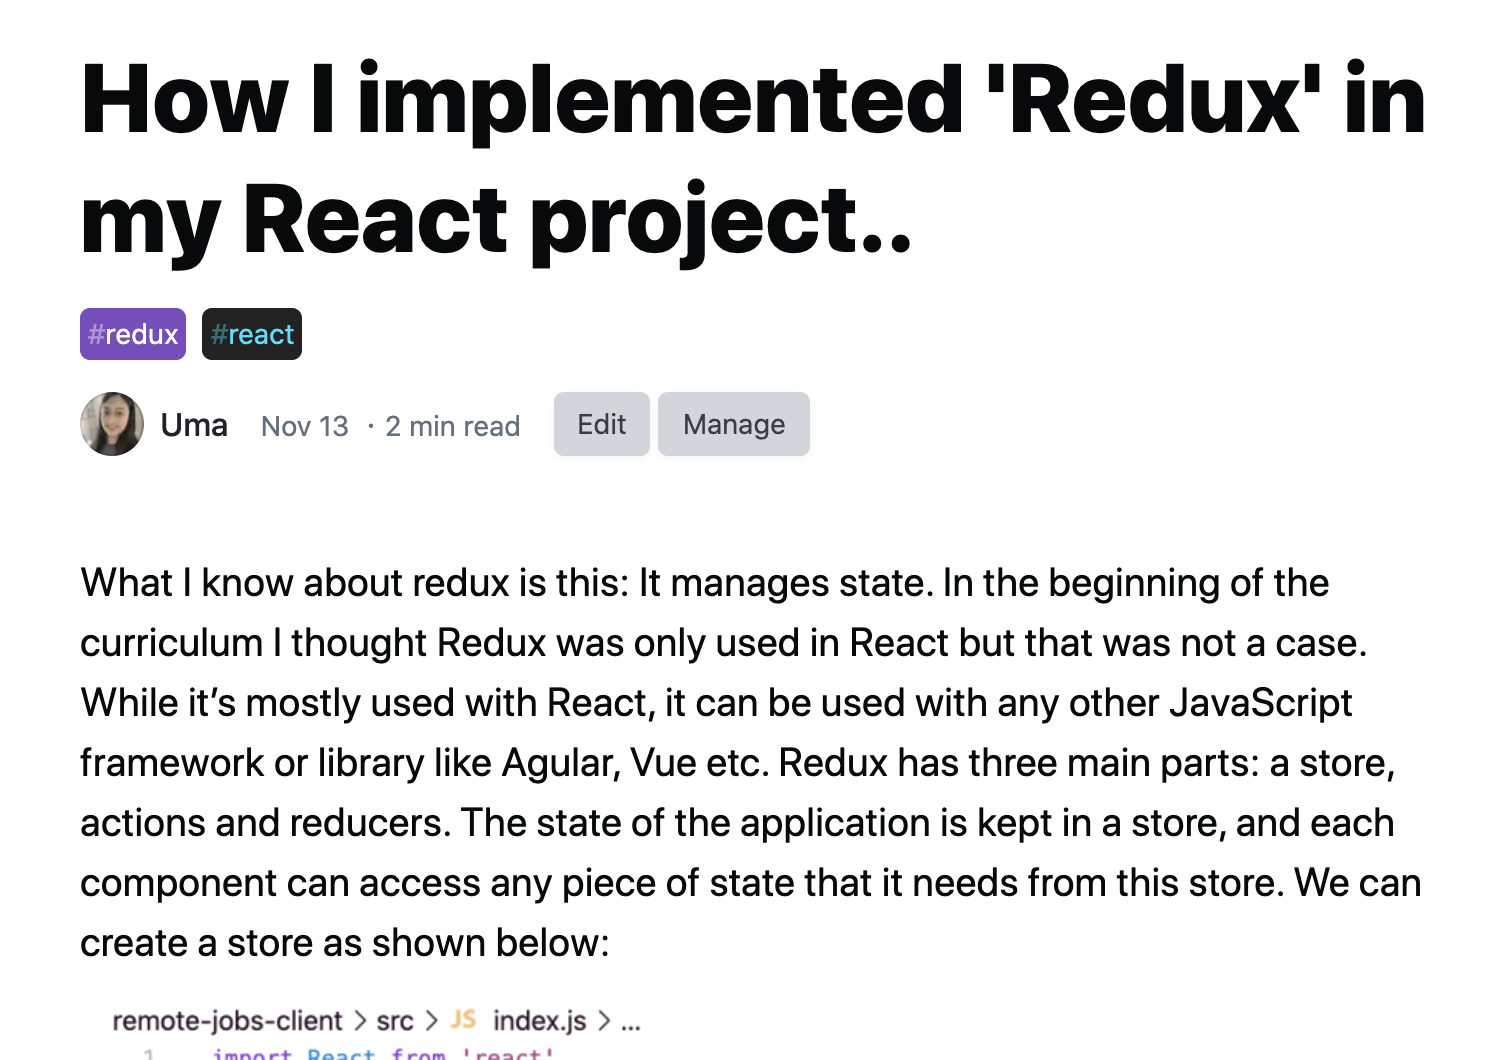 How I implemented 'Redux' in
my React project..
#redux #react
Uma Nov 13 · 2 min read Edit Manage
What I know about redux is this: It manages state. In the beginning of the
curriculum I thought Redux was only used in React but that was not a case.
While it’s mostly used with React, it can be used with any other JavaScript
framework or library like Agular, Vue etc. Redux has three main parts: a store,
actions and reducers. The state of the application is kept in a store, and each
component can access any piece of state that it needs from this store. We can
create a store as shown below:
remote-jobs-client > src > JS index.js > ...
1 import React from 'react'